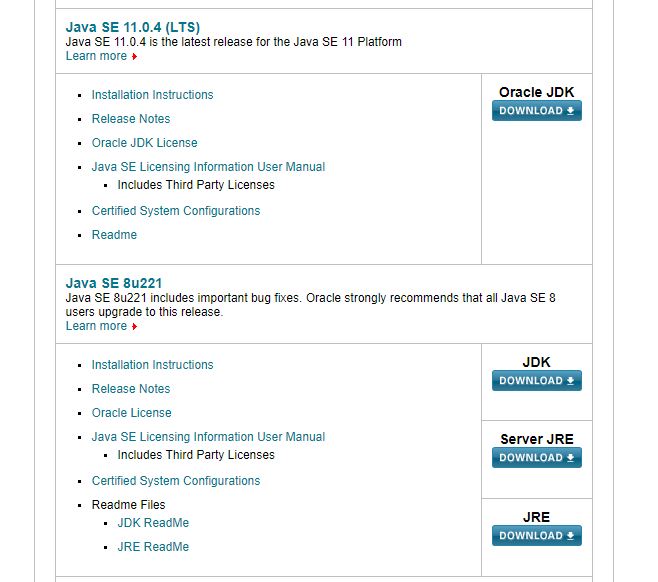 Java SE 11.0.4 (LTS)
Java SE 11.0.4 is the latest release for the Java SE 11 Platform
Learn more
Installation Instructions
Release Notes
Oracle JDK License
Java SE Licensing Information User Manual
Includes Third Party Licenses
Certified System Configurations
Readme
Oracle JDK
DOWNLOAD
Java SE 8u221
Java SE 8u221 includes important bug fixes. Oracle strongly recommends that all Java SE 8
users upgrade to this release.
Learn more
Installation Instructions
Release Notes
Oracle License
Java SE Licensing Information User Manual
Includes Third Party Licenses
Certified System Configurations
Readme Files
JDK ReadMe
JRE ReadMe
JDK
DOWNLOAD
Server JRE
DOWNLOAD
JRE
DOWNLOAD